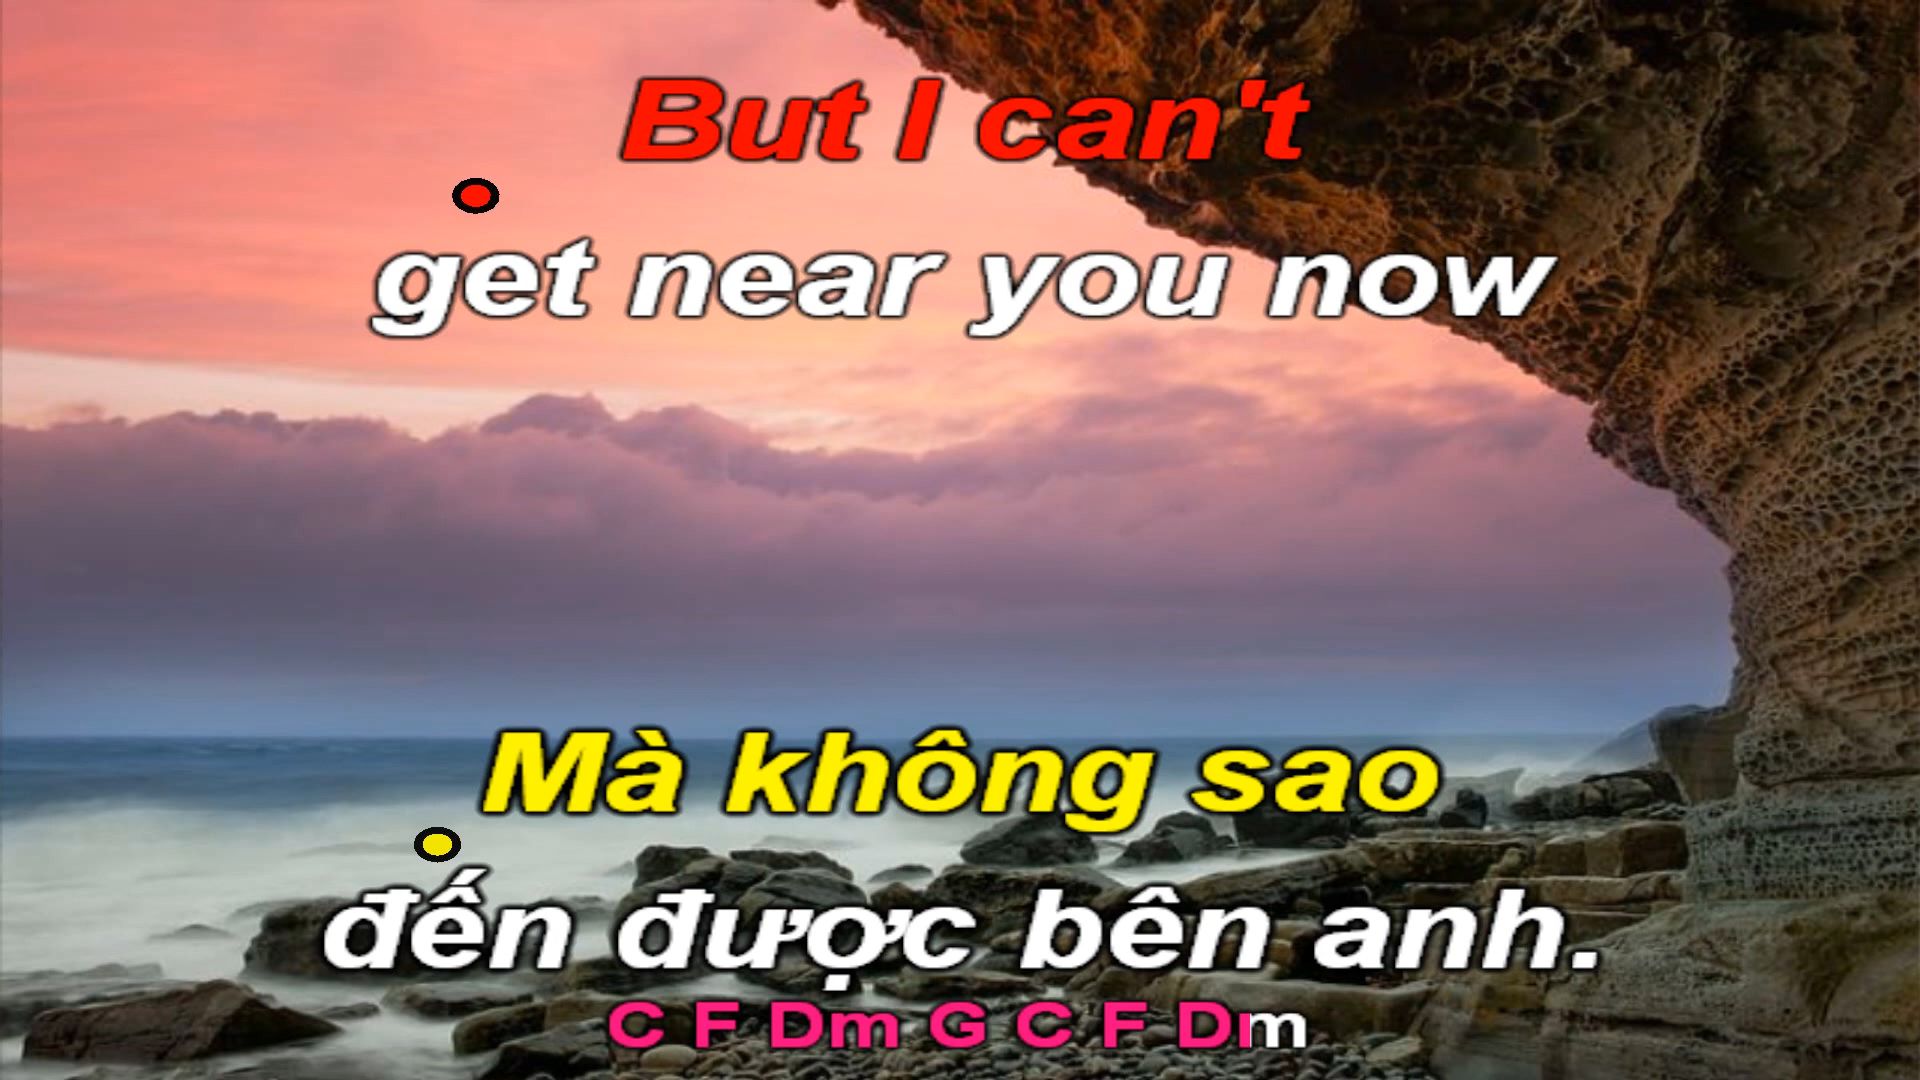 But I can't
get near you now
Mà không sao
đến được bên anh.
C F Dm G C F Dm